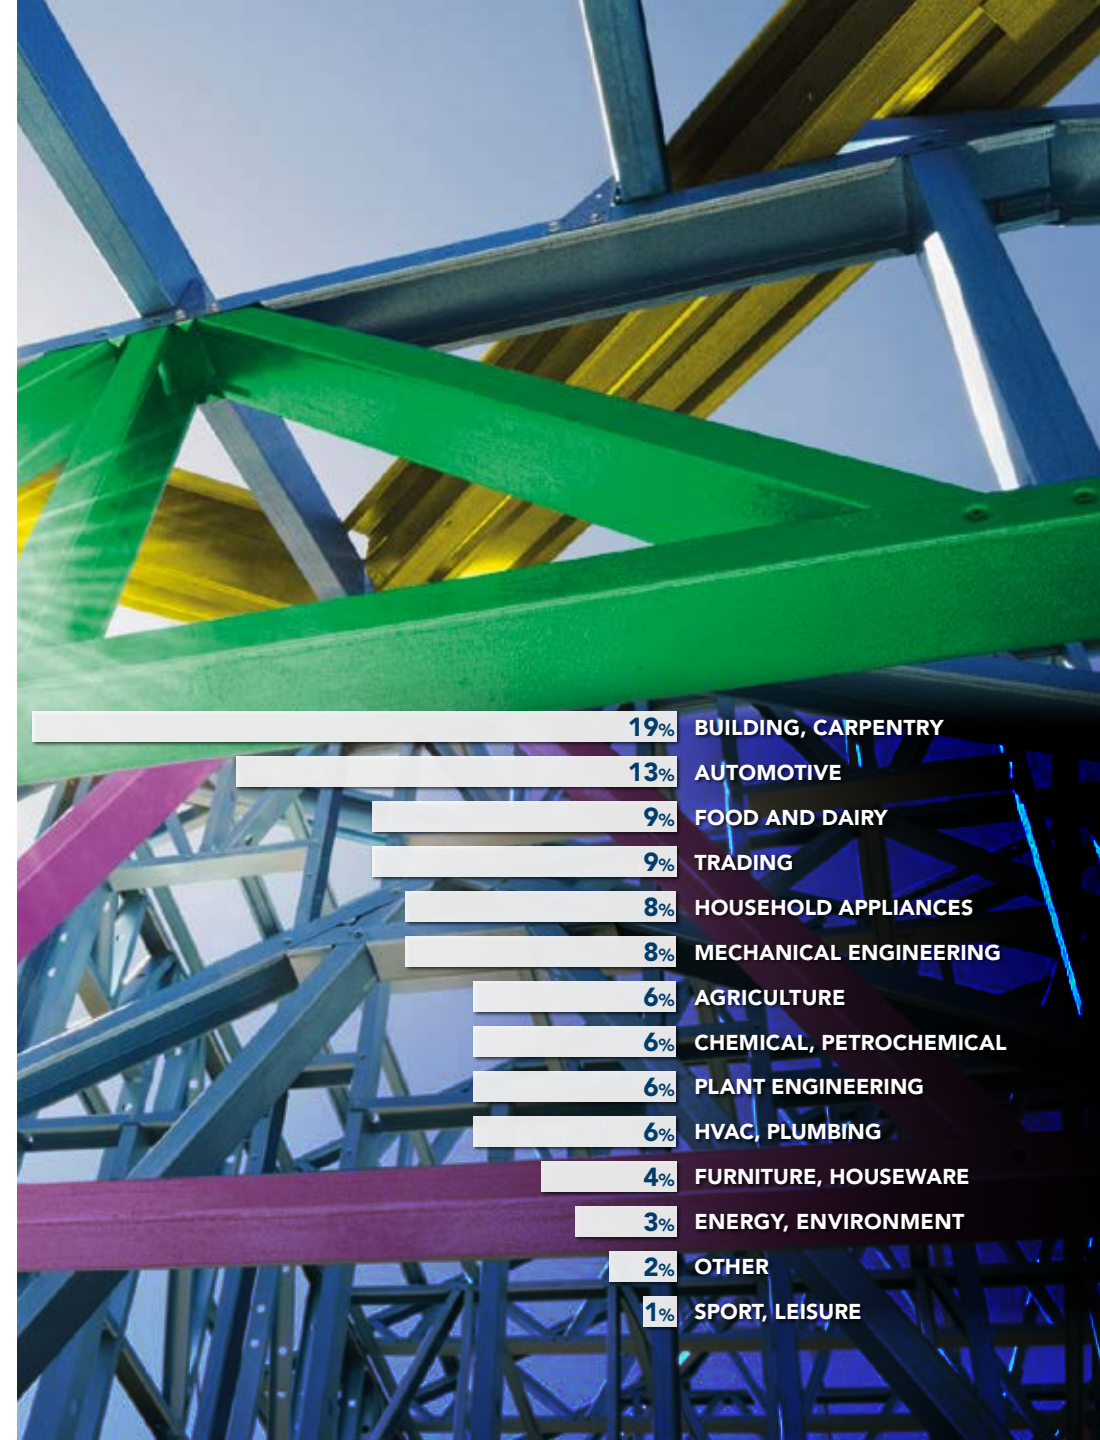 19% BUILDING, CARPENTRY
13% AUTOMOTIVE
9% FOOD AND DAIRY
9% TRADING
8% HOUSEHOLD APPLIANCES
8% MECHANICAL ENGINEERING
6% AGRICULTURE
6% CHEMICAL, PETROCHEMICAL
6% PLANT ENGINEERING
6% HVAC, PLUMBING
4% FURNITURE, HOUSEWARE
3% ENERGY, ENVIRONMENT
2% OTHER
1% SPORT, LEISURE